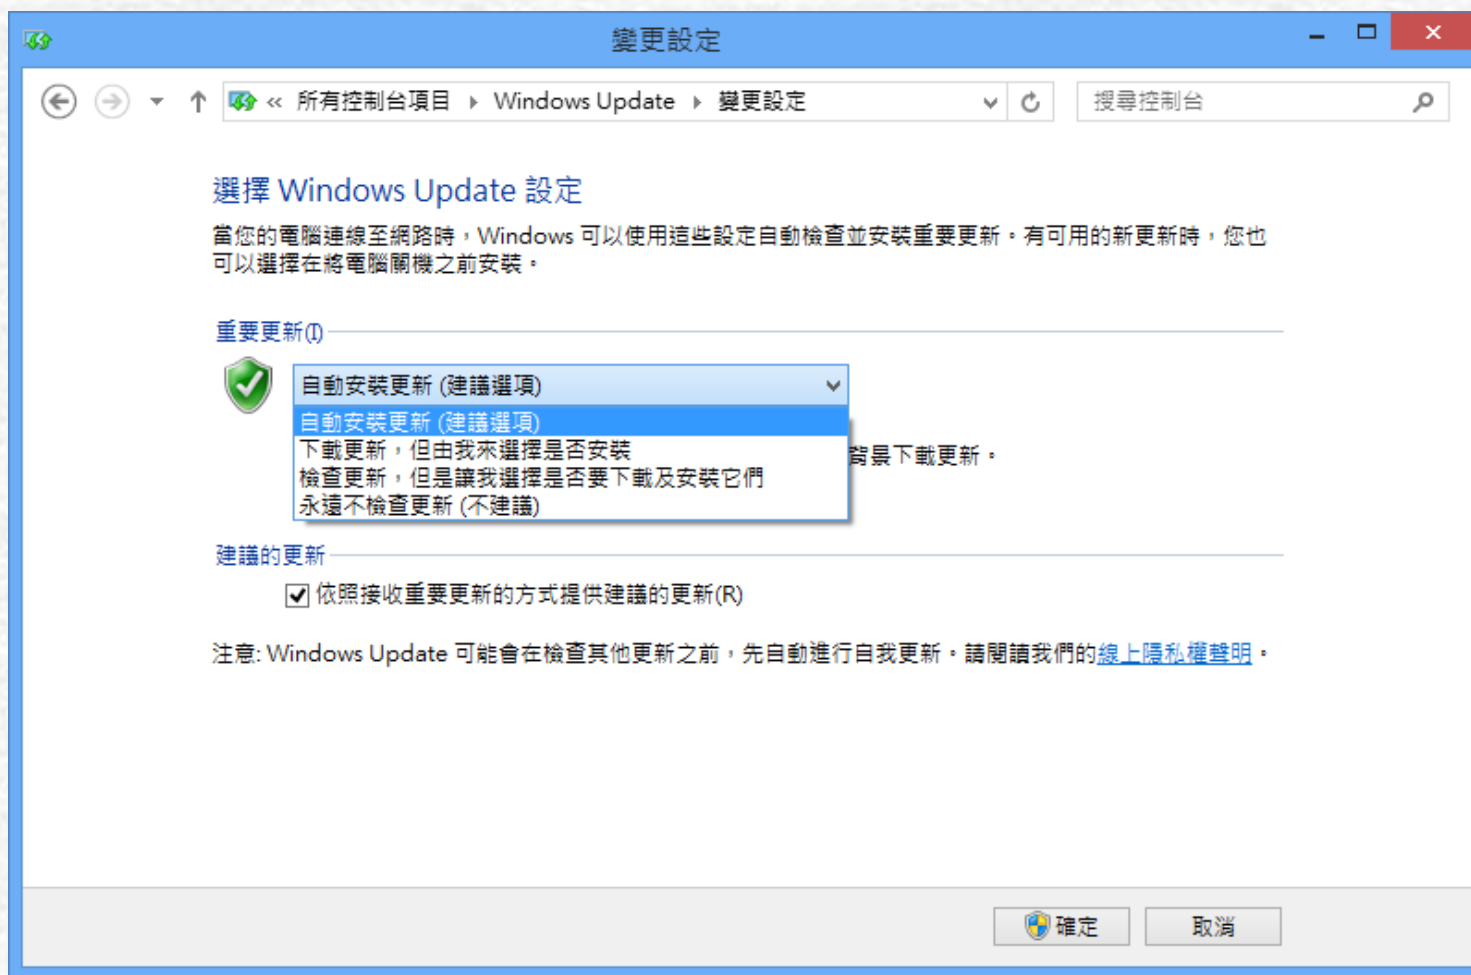 變更設定
« 所有控制台項目 ▸ Windows Update ▸ 變更設定
搜尋控制台
選擇 Windows Update 設定
當您的電腦連線至網路時，Windows 可以使用這些設定自動檢查並安裝重要更新。有可用的新更新時，您也
可以選擇在將電腦關機之前安裝。
重要更新(I)
自動安裝更新 (建議選項)
自動安裝更新 (建議選項)
下載更新，但由我來選擇是否安裝
背景下載更新。
檢查更新，但是讓我選擇是否要下載及安裝它們
永遠不檢查更新 (不建議)
建議的更新
依照接收重要更新的方式提供建議的更新(R)
注意: Windows Update 可能會在檢查其他更新之前，先自動進行自我更新。請閱讀我們的線上隱私權聲明。
確定
取消